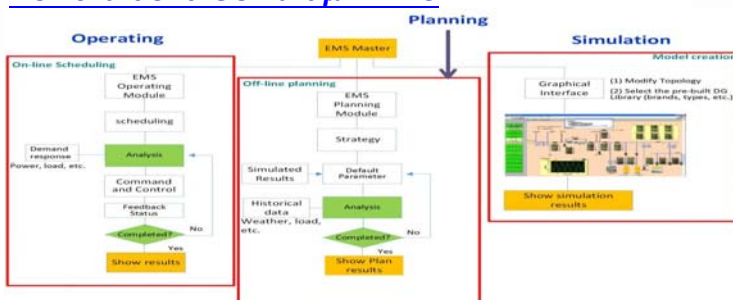 Planning
Operating
EMS Master
Simulation
On-line Scheduling
EMS
Operating
Module
scheduling
Demand
response
Power, load, etc.
Analysis
Command
and Control
Feedback
Status
Completed?
No
Yes
Show results
Off-line planning
EMS
Planning
Module
Strategy
Simulated
Results
Default
Parameter
Historical
data
Weather, load,
etc.
Analysis
Completed?
No
Yes
Show Plan
results
Model creation
Graphical
Interface
(1) Modify Topology
(2) Select the pre-built DG
Library (brands, types, etc.)
Show simulation
results